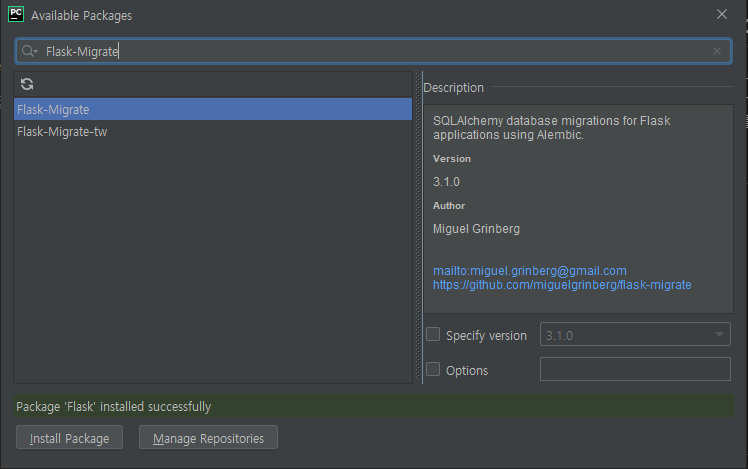 PC
Available Packages
Flask-Migrate
Flask-Migrate
Flask-Migrate-tw
Description
SQLAlchemy database migrations for Flask
applications using Alembic.
Version
3.1.0
Author
Miguel Grinberg
mailto:miguel.grinberg@gmail.com
https://github.com/miguelgrinberg/flask-migrate
Specify version
3.1.0
Options
Package 'Flask' installed successfully
Install Package
Manage Repositories